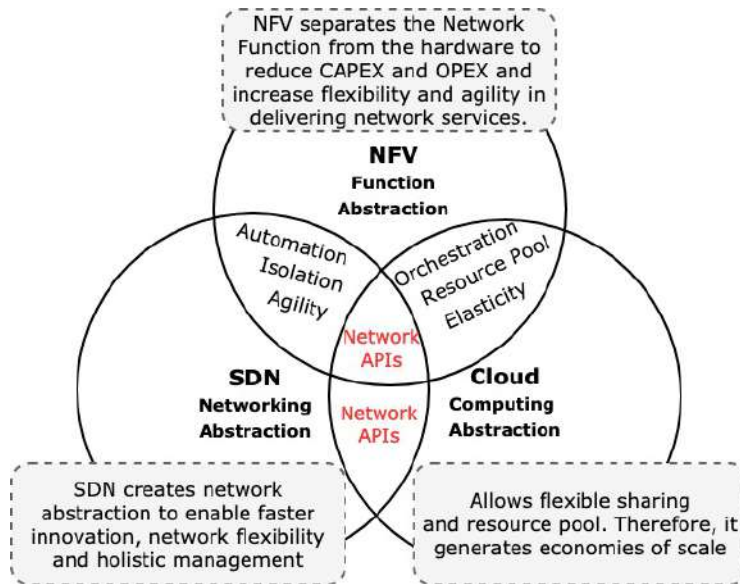 NFV separates the Network
Function from the hardware to
reduce CAPEX and OPEX and
increase flexibility and agility in
delivering network services.
NFV
Function
Abstraction
Automation
Isolation
Agility
Orchestration
Resource Pool
Elasticity
Network
APIs
SDN
Networking
Abstraction
Network
APIs
Cloud
Computing
Abstraction
SDN creates network
abstraction to enable faster
innovation, network flexibility
and holistic management
Allows flexible sharing
and resource pool. Therefore, it
generates economies of scale